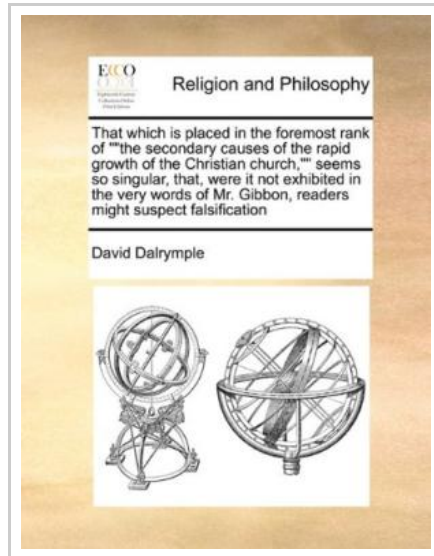 ECCO
Religion and Philosophy
That which is placed in the foremost rank
of ""the secondary causes of the rapid
growth of the Christian church,"" seems
so singular, that, were it not exhibited in
the very words of Mr. Gibbon, readers
might suspect falsification
David Dalrymple